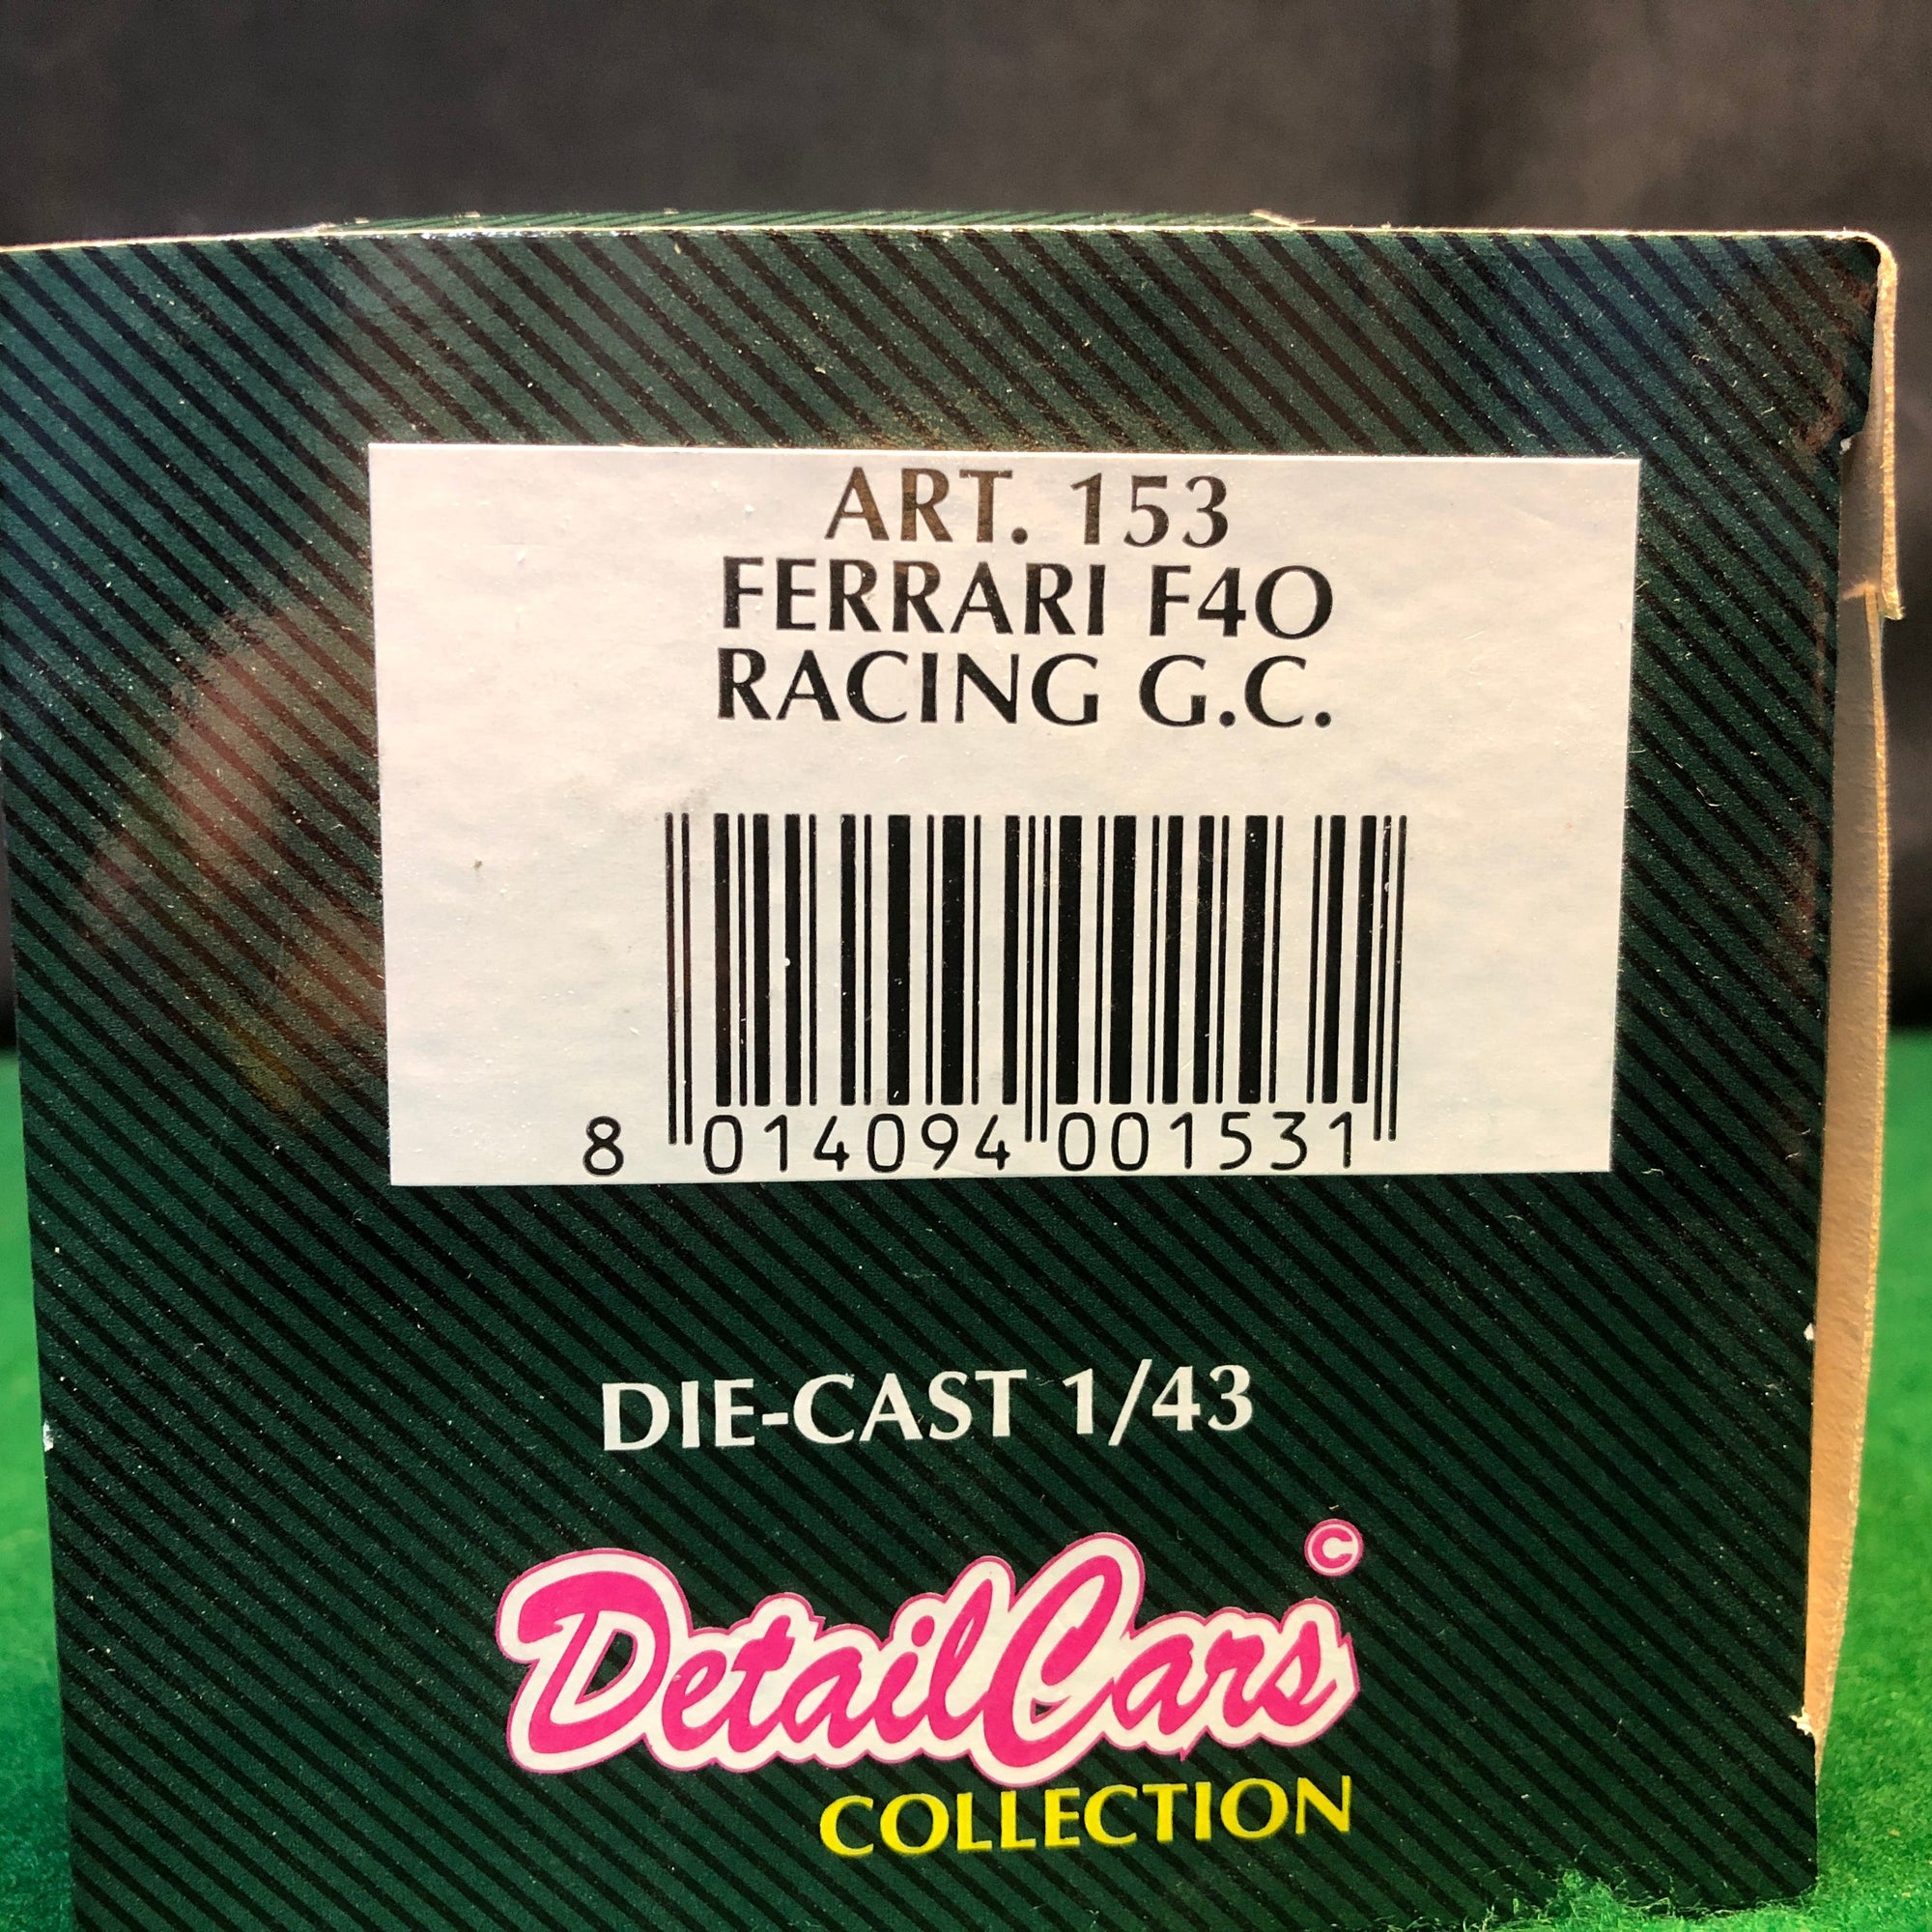 ART. 153
FERRARI F40
RACING G.C.
8 014094 001531
DIE-CAST 1/43
DetailCars ©
COLLECTION